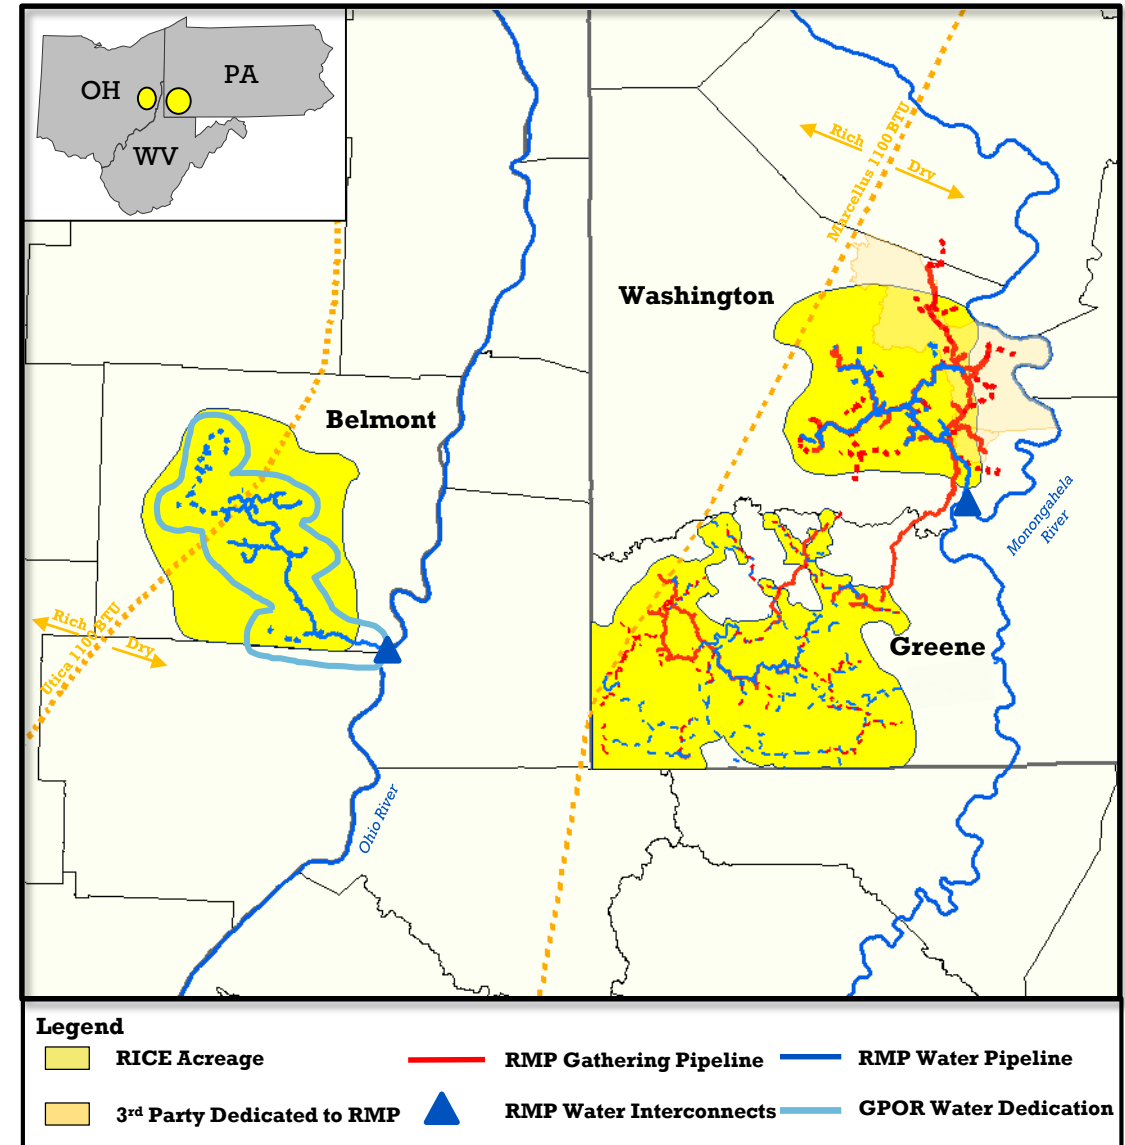 OH
PA
WV
Rich
Marcellus 1100 BTU
Dry
Washington
Belmont
Monongahela
River
Rich
Utica 1100 BTU
Dry
Greene
Ohio River
Legend
RICE Acreage
RMP Gathering Pipeline
RMP Water Pipeline
3rd Party Dedicated to RMP
RMP Water Interconnects
GPOR Water Dedication